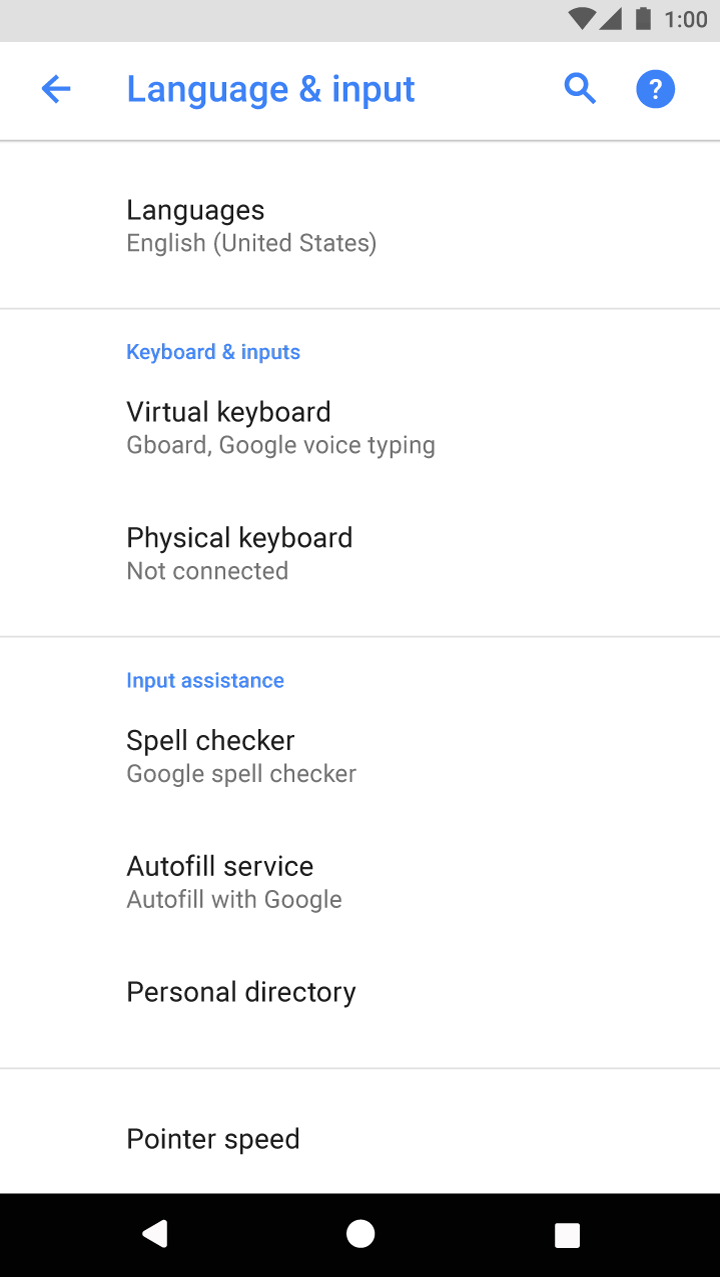 1:00
Language & input
?
Languages
English (United States)
Keyboard & inputs
Virtual keyboard
Gboard, Google voice typing
Physical keyboard
Not connected
Input assistance
Spell checker
Google spell checker
Autofill service
Autofill with Google
Personal directory
Pointer speed